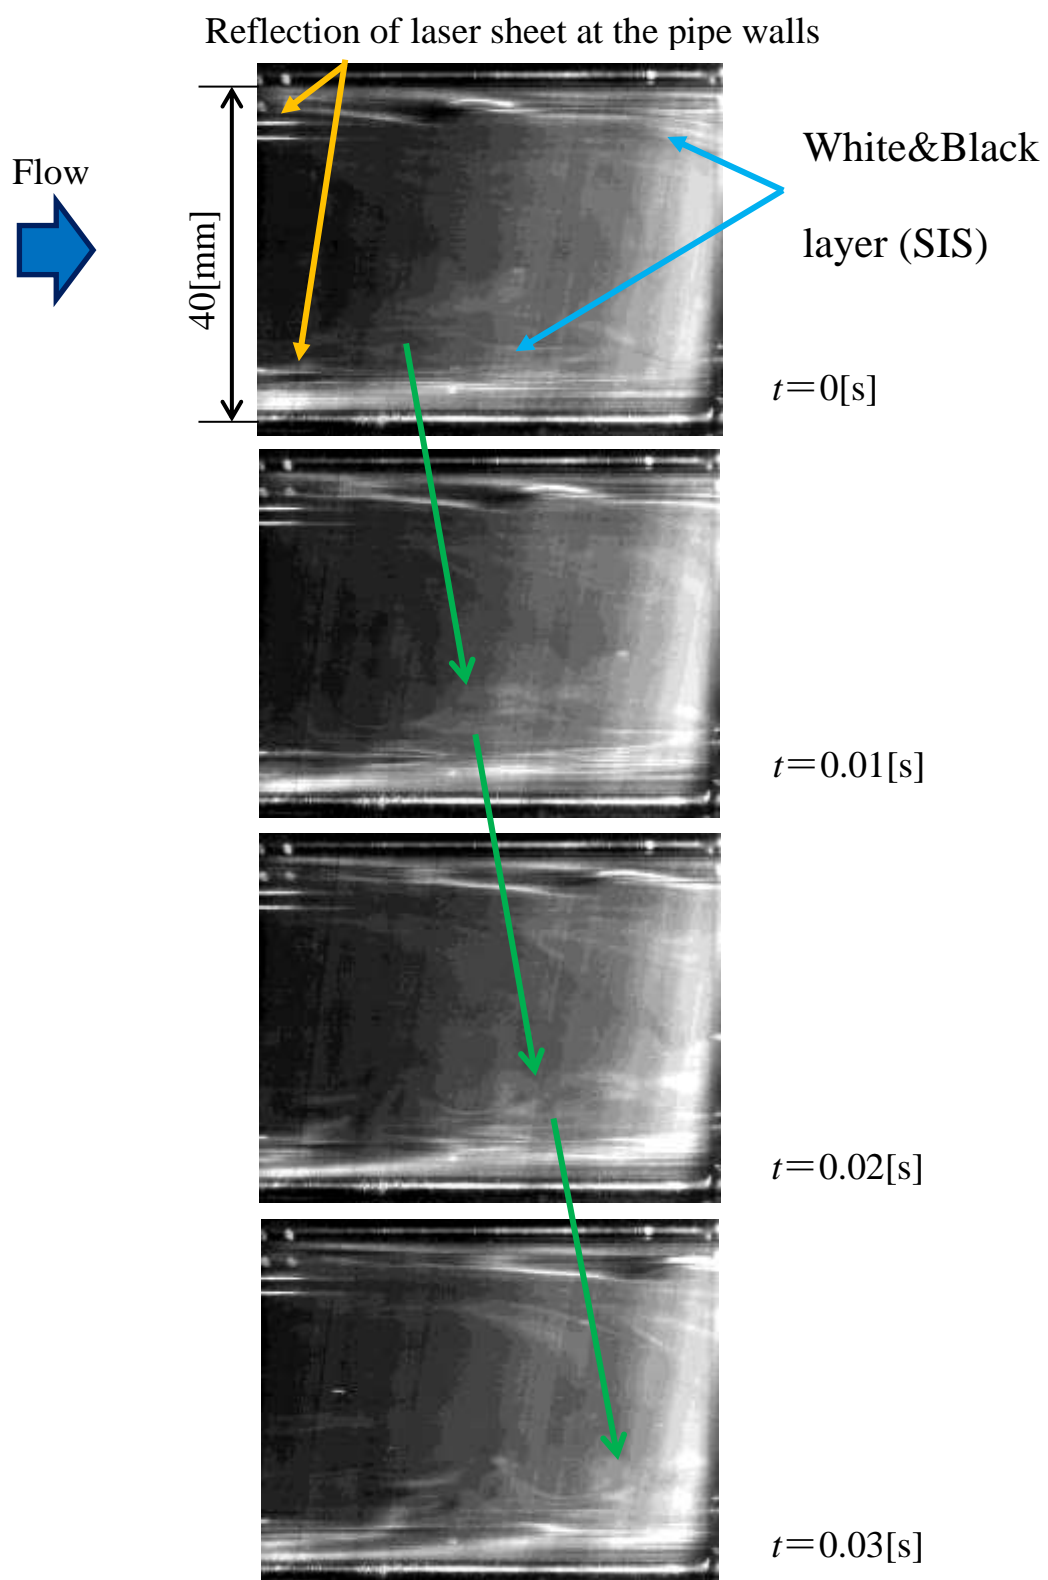 Reflection of laser sheet at the pipe walls
Flow
40[mm]
White&Black
layer (SIS)
t=0[s]
t=0.01[s]
t=0.02[s]
t=0.03[s]